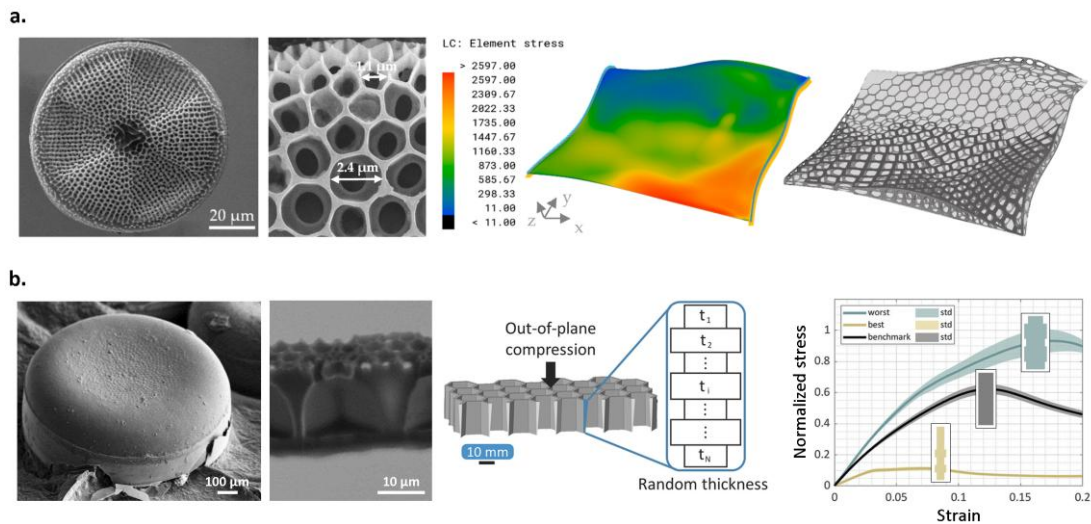 a.
20 μm
1.1 μm
2.4 μm
LC: Element stress
> 2597.00
2597.00
2309.67
2022.33
1735.00
1447.67
1160.33
873.00
585.67
298.33
11.00
< 11.00
y
z
x
b.
100 μm
10 μm
Out-of-plane
compression
10 mm
t1
t2
⋮
ti
⋮
⋮
tN
Random thickness
Normalized stress
1
0.8
0.6
0.4
0.2
0
worst std
best std
benchmark std
0 0.05 0.1 0.15 0.2
Strain